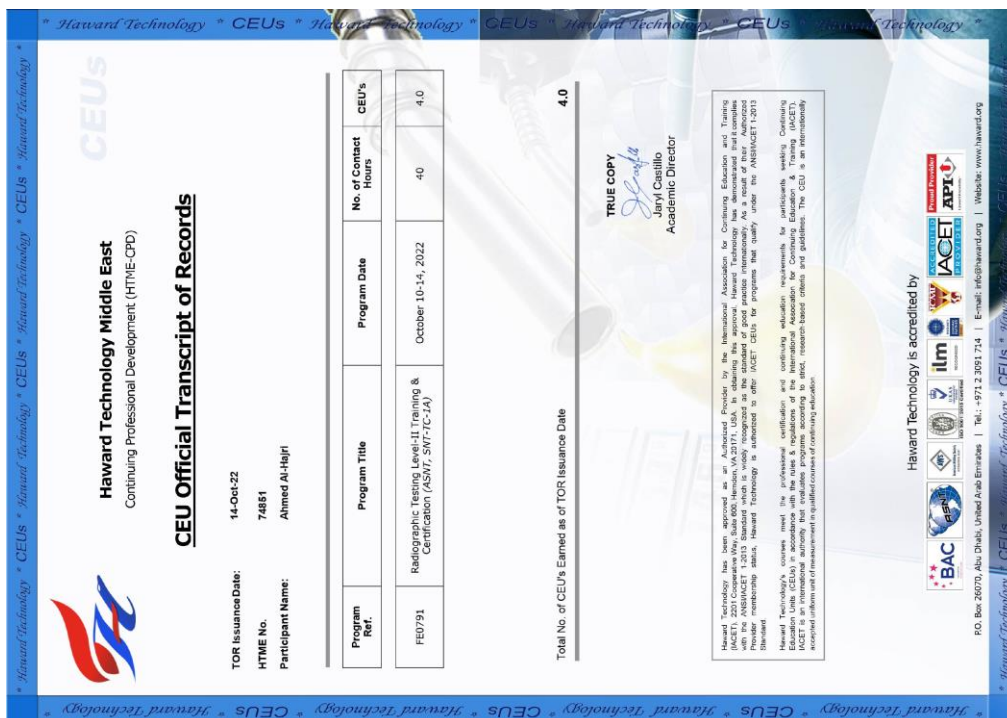 * Haward Technology * CEUs * Haward Technology * CEUs * Haward Technology * CEUs * Haward Technology *
CEUs
Haward Technology Middle East
Continuing Professional Development (HTME-CPD)
CEU Official Transcript of Records
TOR Issuance Date: 14-Oct-22
HTME No. 74851
Participant Name: Ahmed Al-Hajri
Program Ref. Program Title Program Date No. of Contact Hours CEU's
FE0791 Radiographic Testing Level-II Training & Certification (ASNT, SNT-TC-1A) October 10-14, 2022 40 4.0
Total No. of CEU's Earned as of TOR Issuance Date 4.0
TRUE COPY
Jaryl Castillo
Academic Director
Haward Technology has been approved as an Authorized Provider by the International Association for Continuing Education and Training
(IACET), 2201 Cooperative Way, Suite 600, Herndon, VA 20171, USA. In obtaining this approval, Haward Technology has demonstrated that it complies
with the ANSI/IACET 1-2013 Standard which is widely recognized as the standard of good practice internationally. As a result of their Authorized
Provider membership status, Haward Technology is authorized to offer IACET CEUs for programs that qualify under the ANSI/IACET 1-2013
Standard.
Haward Technology's courses meet the professional certification and continuing education requirements for participants seeking Continuing
Education Units (CEUs) in accordance with the rules & regulations of the International Association for Continuing Education & Training (IACET).
IACET is an international authority that evaluates programs according to strict, research-based criteria and guidelines. The CEU is an internationally
accepted uniform unit of measurement in qualified courses of continuing education.
Haward Technology is accredited by
BAC
ASNT
ilm
ACCREDITED
IACET
PROVIDER
Proud Provider
API-U
P.O. Box 26070, Abu Dhabi, United Arab Emirates | Tel.: +971 2 3091 714 | E-mail: info@haward.org | Website: www.haward.org